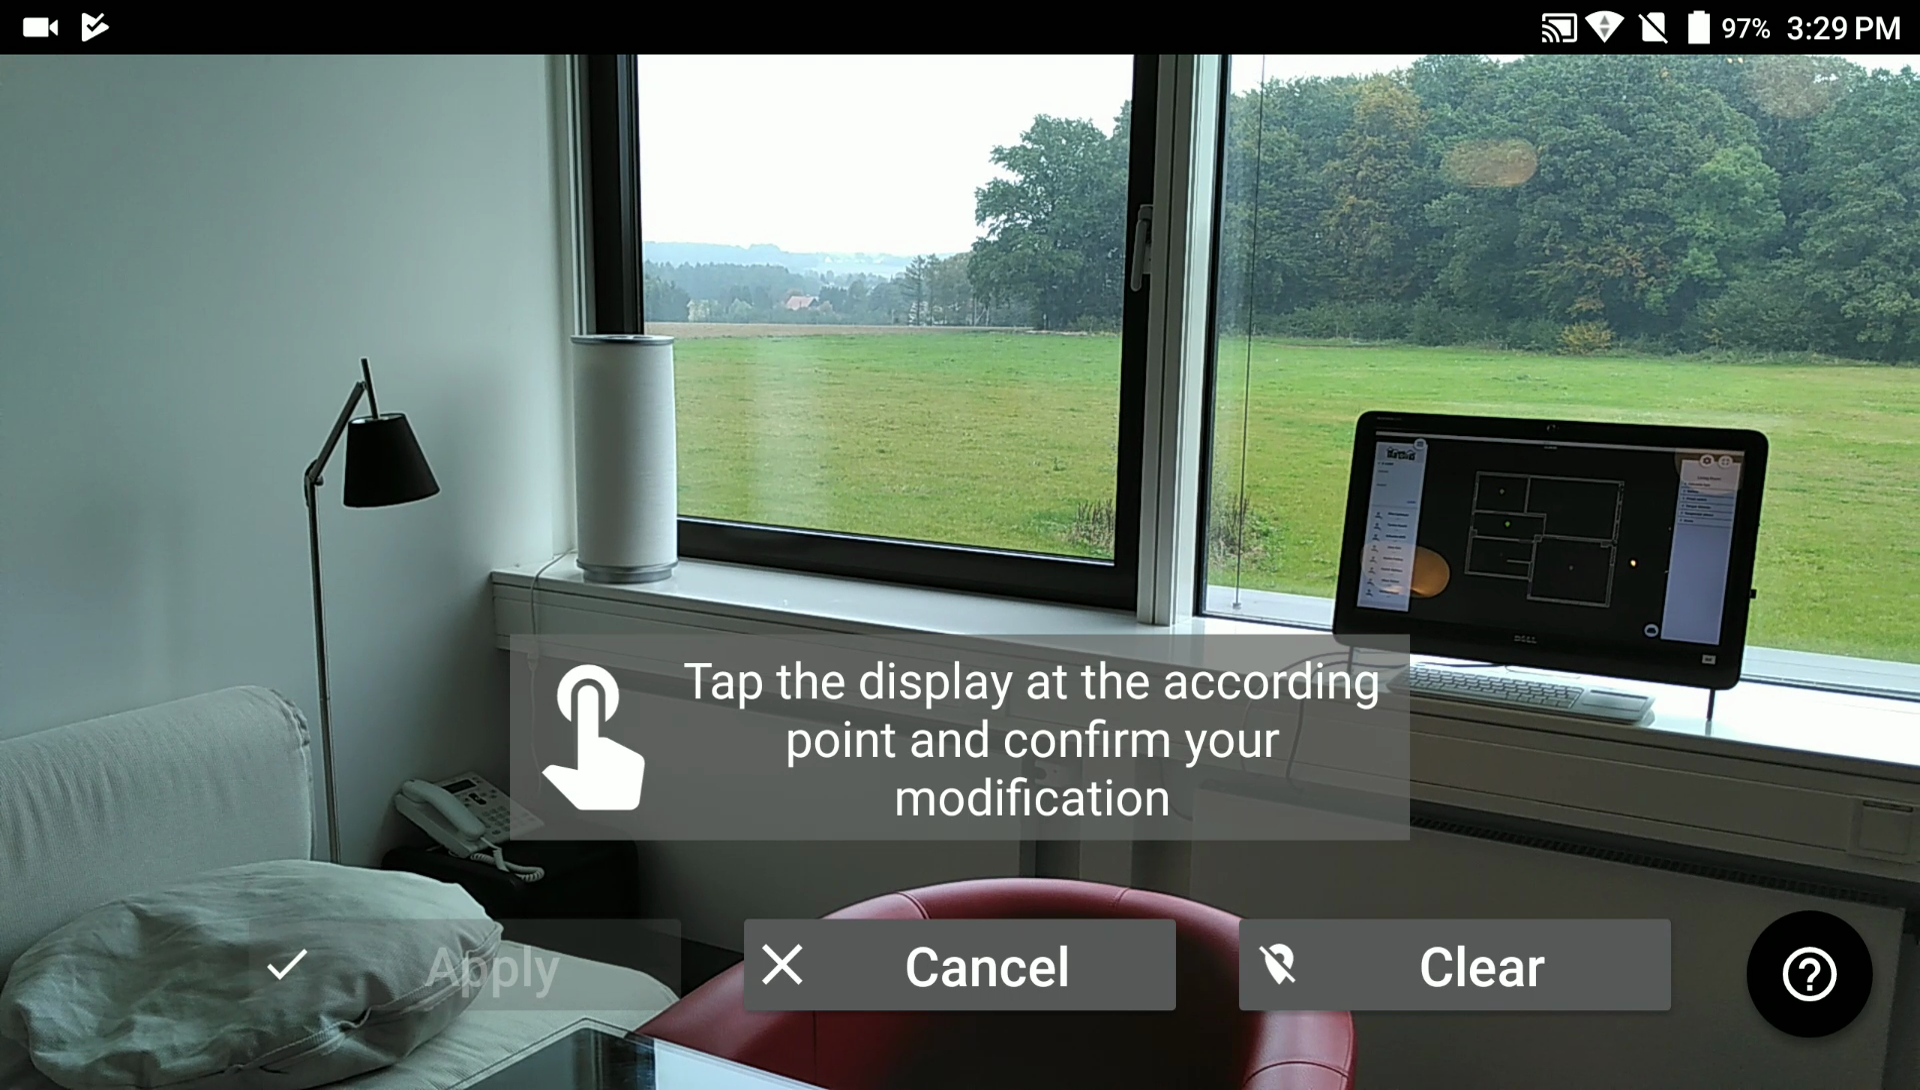 97% 3:29 PM
Tap the display at the according
point and confirm your
modification
Apply
Cancel
Clear
DELL